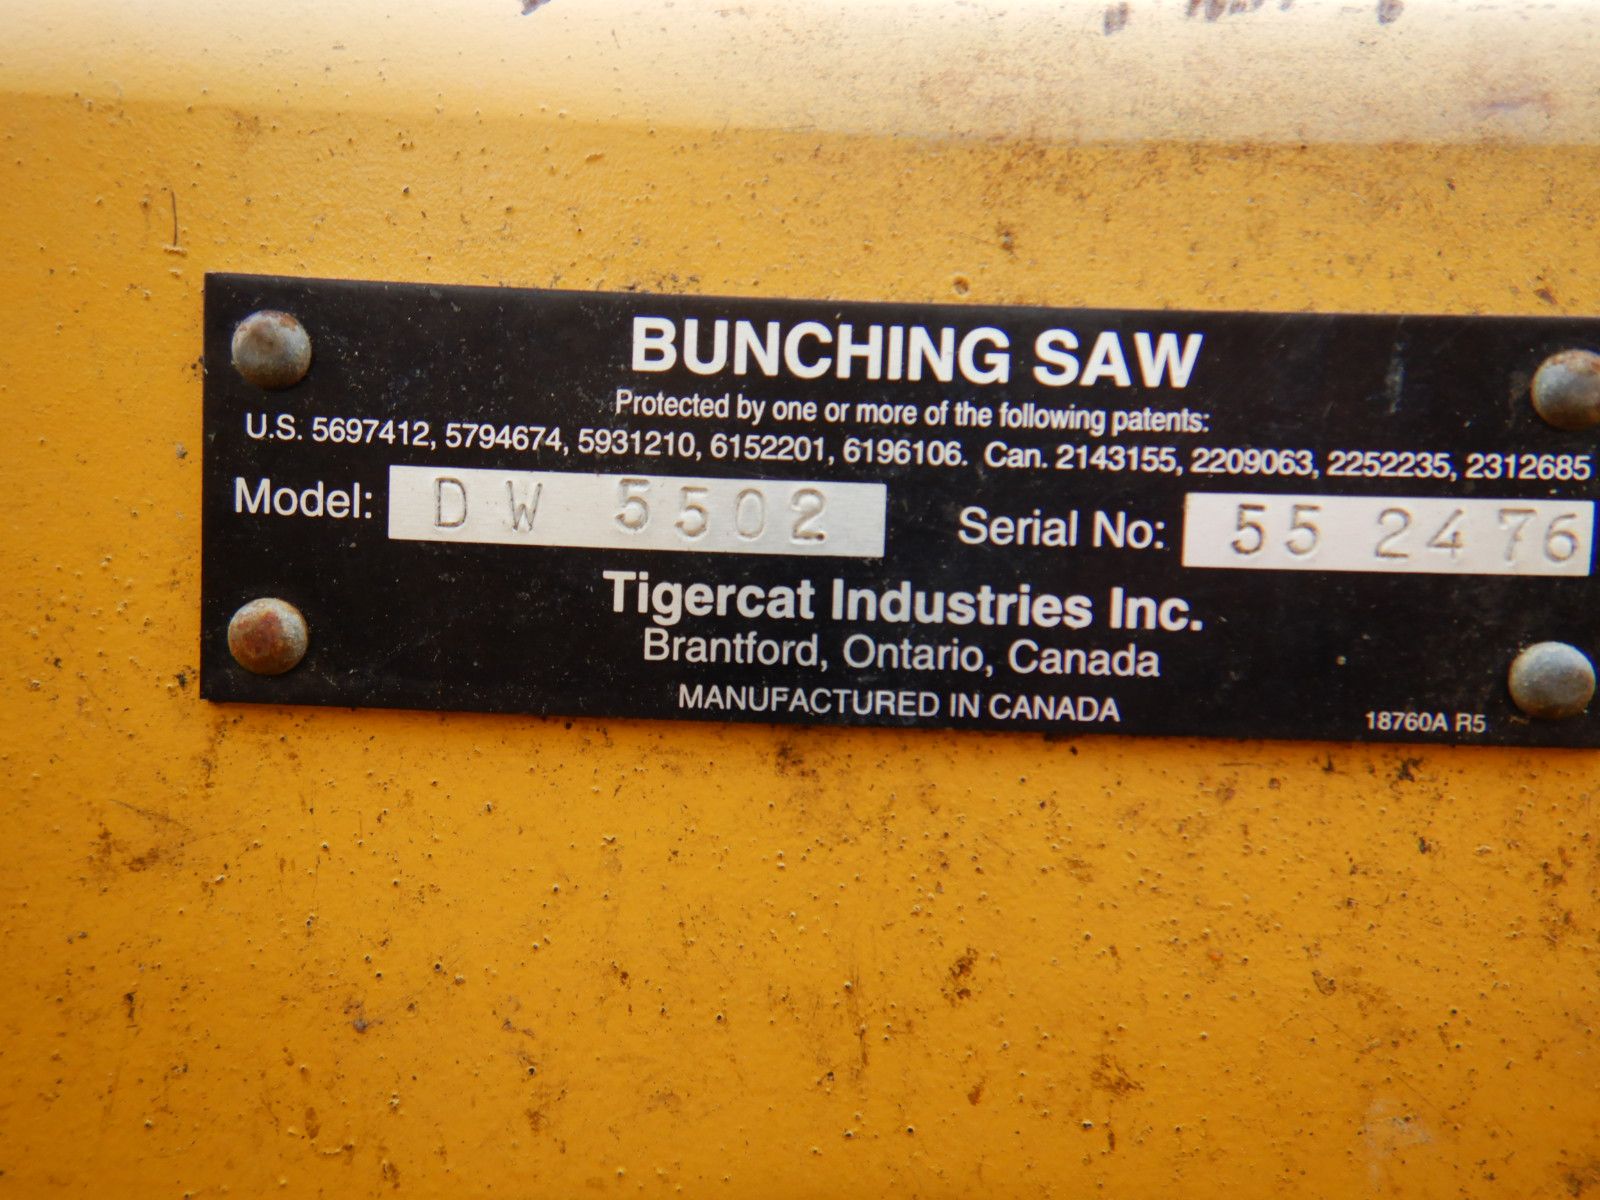 BUNCHING SAW
Protected by one or more of the following patents:
U.S. 5697412, 5794674, 5931210, 6152201, 6196106. Can. 2143155, 2209063, 2252235, 2312685
Model: DW 5502 Serial No: 55 2476
Tigercat Industries Inc.
Brantford, Ontario, Canada
MANUFACTURED IN CANADA
18760A R5